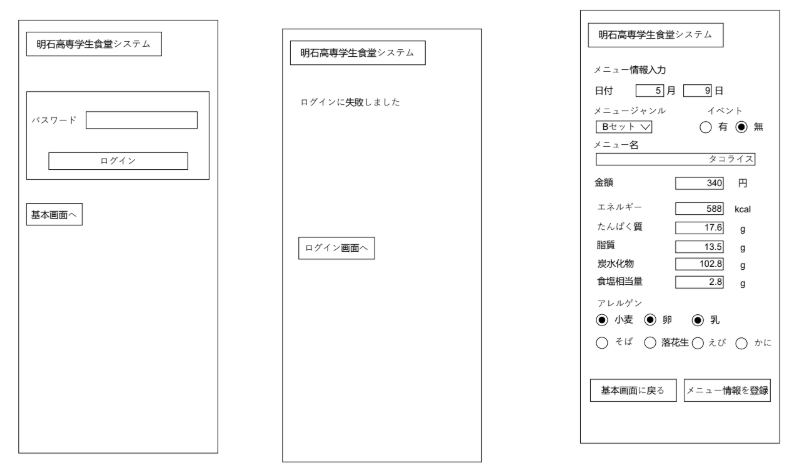 明石高専学生食堂システム
パスワード
ログイン
基本画面へ
明石高専学生食堂システム
ログインに失敗しました
ログイン画面へ
明石高専学生食堂システム
メニュー情報入力
日付 5 月 9 日
メニュージャンル イベント
Bセット 有 無
メニュー名
タコライス
金額 340 円
エネルギー 588 kcal
たんぱく質 17.6 g
脂質 13.5 g
炭水化物 102.8 g
食塩相当量 2.8 g
アレルゲン
小麦 卵 乳
そば 落花生 えび かに
基本画面に戻る メニュー情報を登録